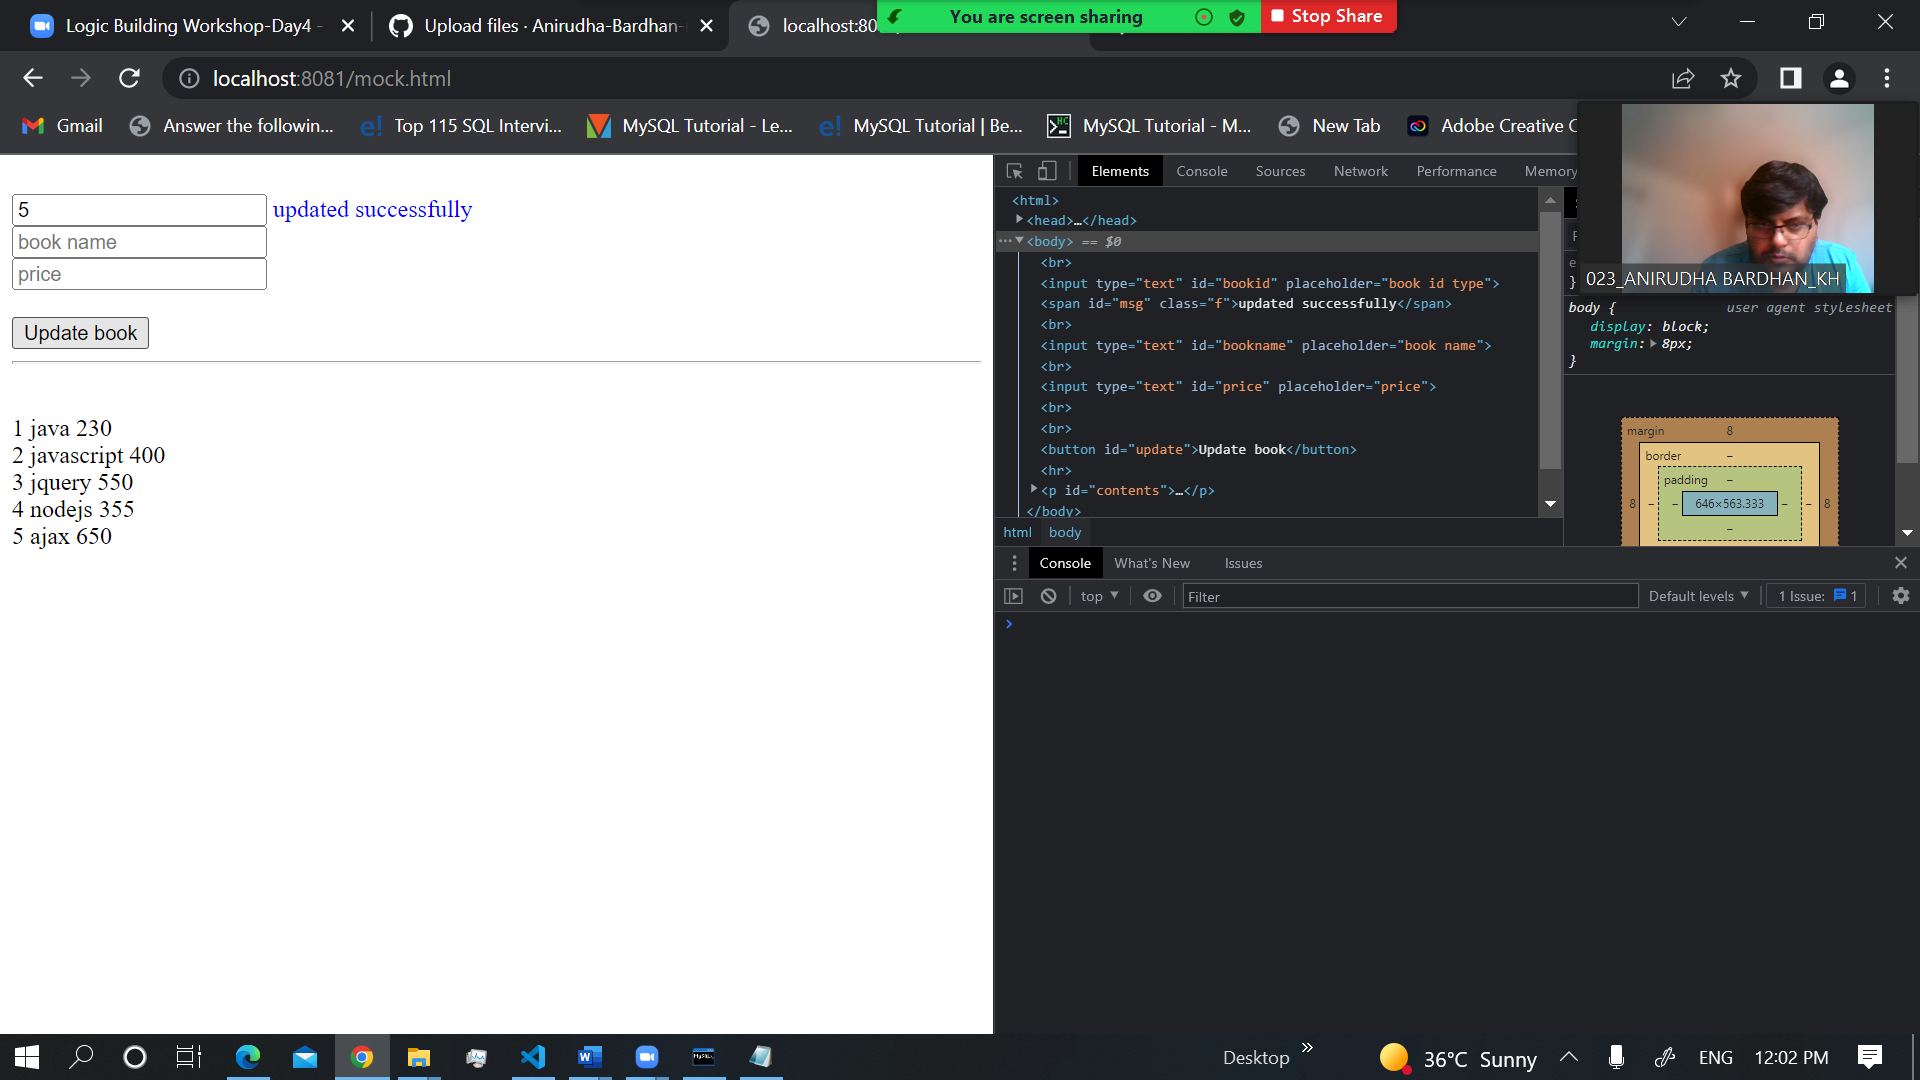 Logic Building Workshop-Day4 -
Upload files · Anirudha-Bardhan-
localhost:80
You are screen sharing
Stop Share
localhost:8081/mock.html
Gmail
Answer the followin...
Top 115 SQL Intervi...
MySQL Tutorial - Le...
MySQL Tutorial | Be...
MySQL Tutorial - M...
New Tab
Adobe Creative C
023_ANIRUDHA BARDHAN_KH
5
updated successfully
book name
price
Update book
1 java 230
2 javascript 400
3 jquery 550
4 nodejs 355
5 ajax 650
Elements Console Sources Network Performance Memory
<html>
<head>…</head>
<body> == $0
<br>
<input type="text" id="bookid" placeholder="book id type">
<span id="msg" class="f">updated successfully</span>
<br>
<input type="text" id="bookname" placeholder="book name">
<br>
<input type="text" id="price" placeholder="price">
<br>
<br>
<button id="update">Update book</button>
<hr>
<p id="contents">…</p>
</body>
html body
}
body { user agent stylesheet
display: block;
margin: 8px;
}
margin 8
border –
padding –
8 – – 646×563.333 – – 8
–
Console What's New Issues
top Filter Default levels 1 Issue: 1
Desktop
36°C Sunny
ENG
12:02 PM